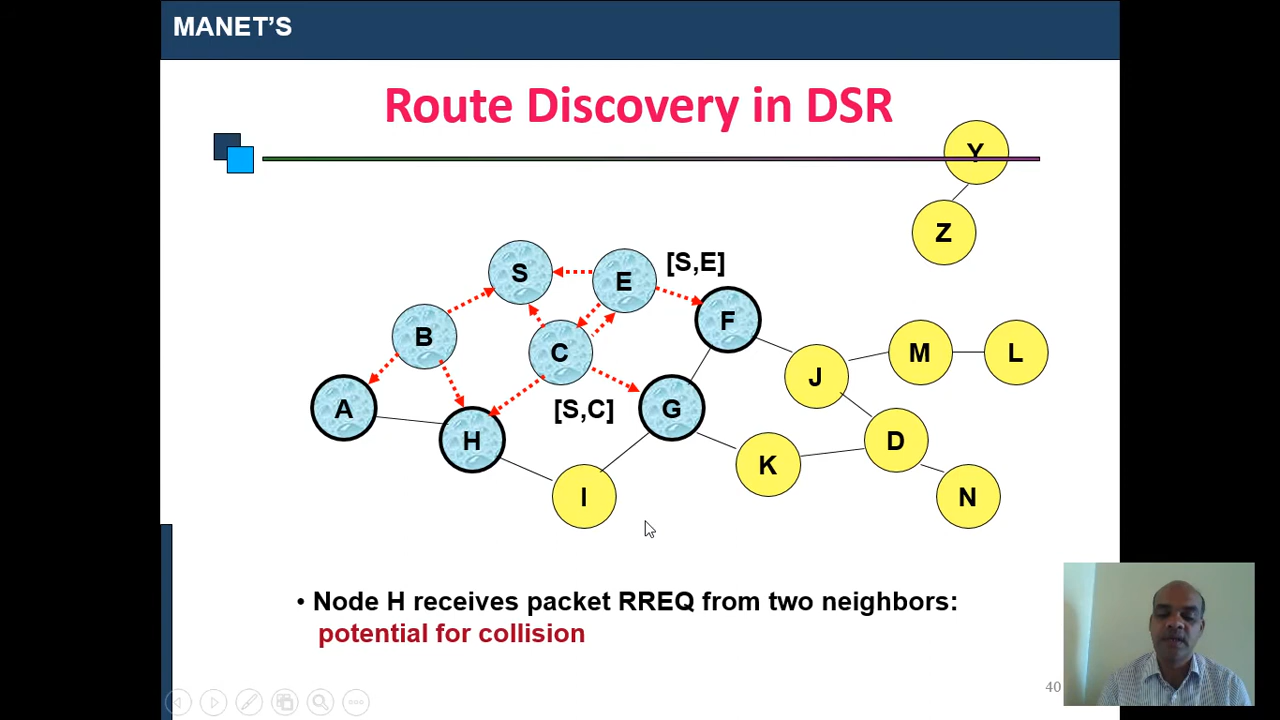 MANET’S
Route Discovery in DSR
Y
Z
S
E
[S,E]
F
B
C
J
M
L
A
[S,C]
G
H
K
D
I
N
• Node H receives packet RREQ from two neighbors:
potential for collision
40